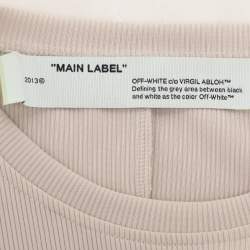 "MAIN LABEL"
2013©
OFF-WHITE c/o VIRGIL ABLOH™
Defining the grey area between black
and white as the color Off-White™